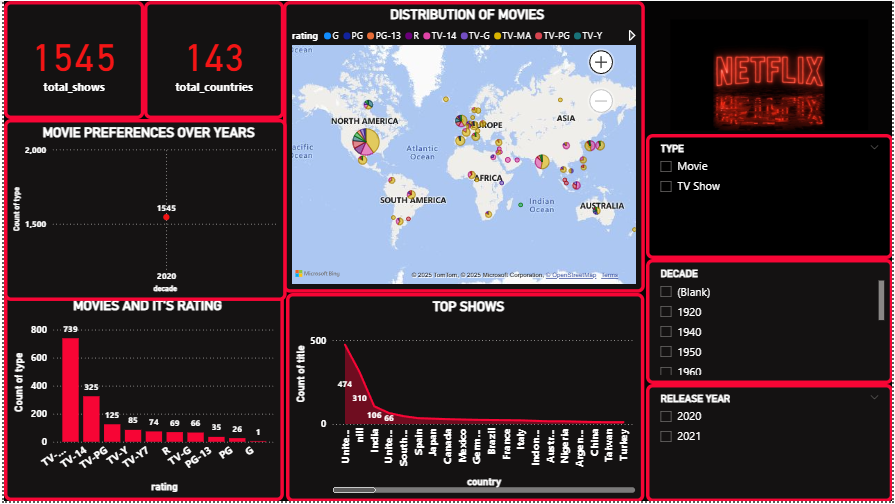 1545
total_shows
143
total_countries
MOVIE PREFERENCES OVER YEARS
2,000
1,500
Count of type
1545
2020
decade
MOVIES AND IT'S RATING
800
600
400
200
0
Count of type
739
325
125
85
74
69
66
35
26
1
TV-...
TV-14
TV-PG
TV-Y
TV-Y7
R
TV-G
PG-13
PG
G
rating
DISTRIBUTION OF MOVIES
rating G PG PG-13 R TV-14 TV-G TV-MA TV-PG TV-Y
NORTH AMERICA
EUROPE
ASIA
Atlantic
Ocean
AFRICA
SOUTH AMERICA
Indian
Ocean
AUSTRALIA
Microsoft Bing
© 2025 TomTom, © 2025 Microsoft Corporation, © OpenStreetMap Terms
TOP SHOWS
500
0
Count of title
474
310
106
66
Unite...
nill
India
Unite...
South...
Spain
Japan
Canada
Mexico
Germ...
Brazil
France
Italy
Indon...
Austr...
Nigeria
Argen...
China
Taiwan
Turkey
country
NETFLIX
TYPE
Movie
TV Show
DECADE
(Blank)
1920
1940
1950
1960
RELEASE YEAR
2020
2021